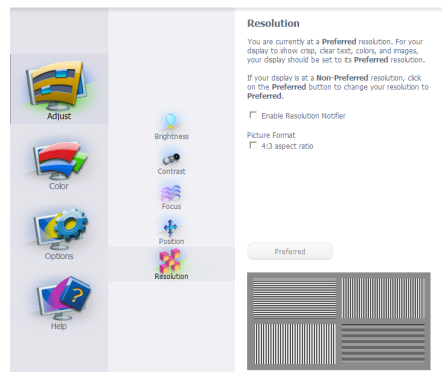 Adjust
Color
Options
Help
Brightness
Contrast
Focus
Position
Resolution
Resolution
You are currently at a Preferred resolution. For your
display to show crisp, clear text, colors, and images,
your display should be set to its Preferred resolution.
If your display is at a Non-Preferred resolution, click
on the Preferred button to change your resolution to
Preferred.
Enable Resolution Notifier
Picture Format
4:3 aspect ratio
Preferred